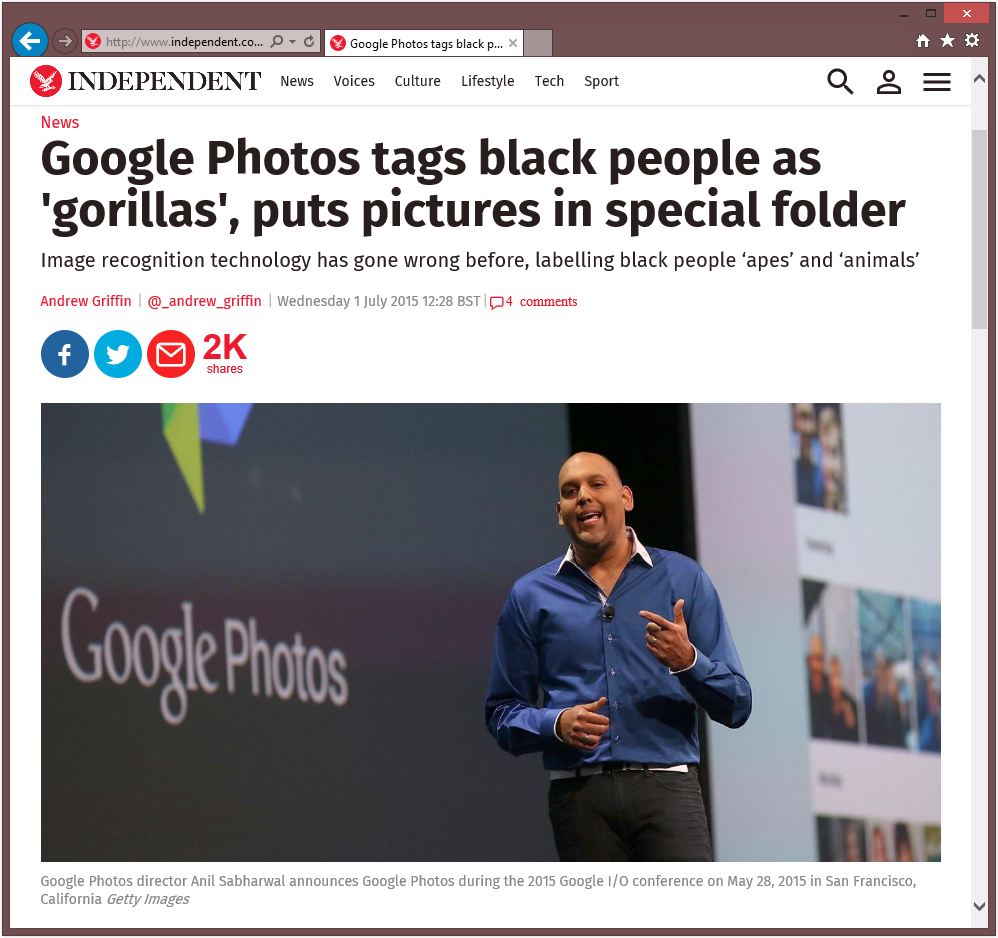 http://www.independent.co...
Google Photos tags black p...
INDEPENDENT News Voices Culture Lifestyle Tech Sport
News
Google Photos tags black people as
'gorillas', puts pictures in special folder
Image recognition technology has gone wrong before, labelling black people ‘apes’ and ‘animals’
Andrew Griffin | @_andrew_griffin | Wednesday 1 July 2015 12:28 BST | 4 comments
2K
shares
Google Photos
Google Photos director Anil Sabharwal announces Google Photos during the 2015 Google I/O conference on May 28, 2015 in San Francisco,
California Getty Images